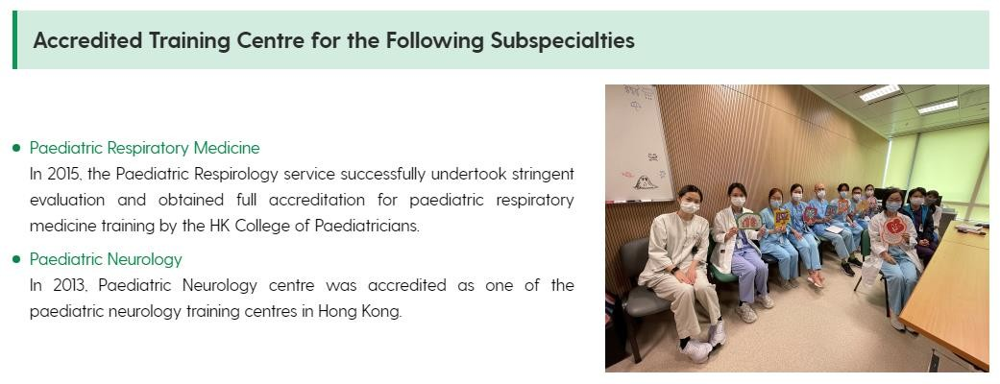 Accredited Training Centre for the Following Subspecialties
Paediatric Respiratory Medicine
In 2015, the Paediatric Respirology service successfully undertook stringent
evaluation and obtained full accreditation for paediatric respiratory
medicine training by the HK College of Paediatricians.
Paediatric Neurology
In 2013, Paediatric Neurology centre was accredited as one of the
paediatric neurology training centres in Hong Kong.